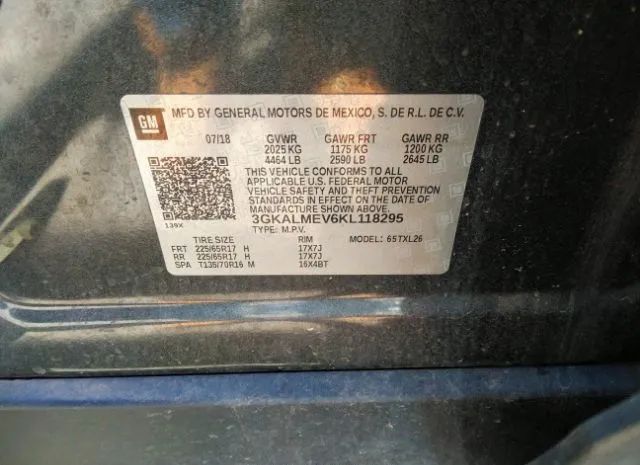 GM
MFD BY GENERAL MOTORS DE MEXICO, S. DE R.L. DE C.V.
07/18 GVWR GAWR FRT GAWR RR
2025 KG 1175 KG 1200 KG
4464 LB 2590 LB 2645 LB
THIS VEHICLE CONFORMS TO ALL
APPLICABLE U.S. FEDERAL MOTOR
VEHICLE SAFETY AND THEFT PREVENTION
STANDARDS IN EFFECT ON THE DATE OF
MANUFACTURE SHOWN ABOVE.
139X 3GKALMEV6KL118295
TYPE: M.P.V. MODEL: 65TXL26
TIRE SIZE RIM
FRT 225/65R17 H 17X7J
RR 225/65R17 H 17X7J
SPA T135/70R16 M 16X4BT